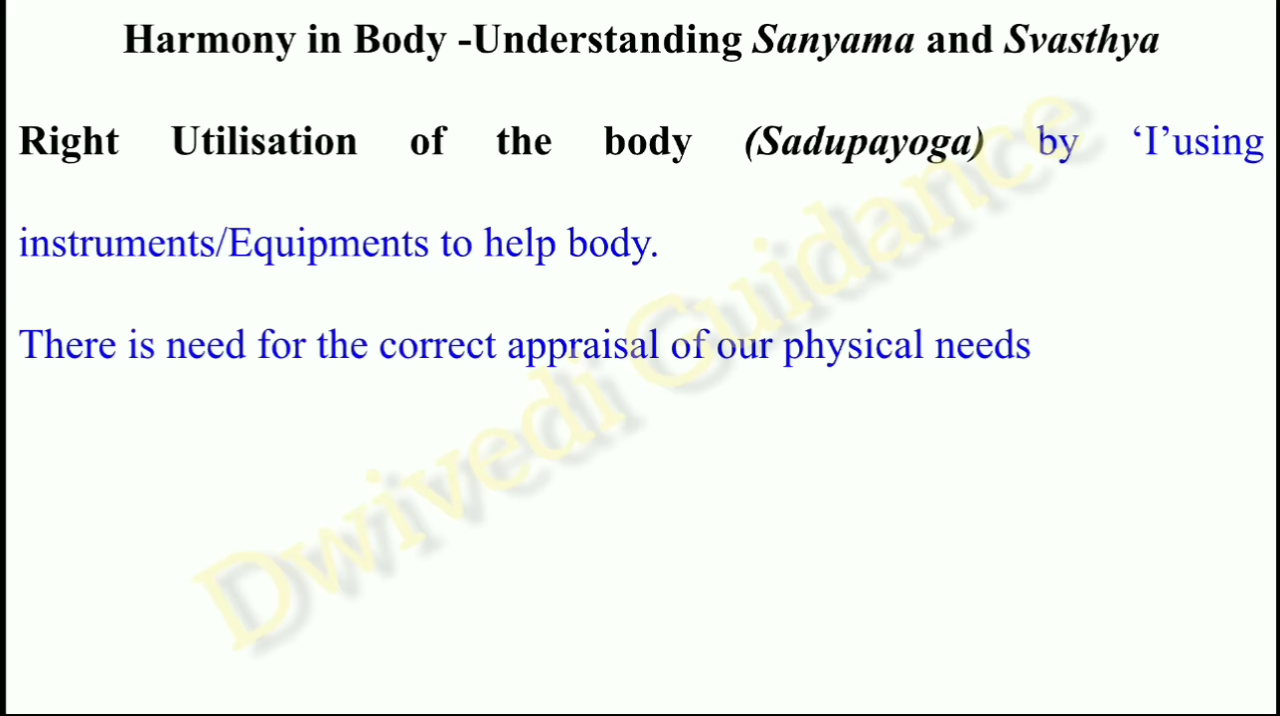 Harmony in Body -Understanding Sanyama and Svasthya
Right Utilisation of the body (Sadupayoga) by ‘I’using
instruments/Equipments to help body.
There is need for the correct appraisal of our physical needs
Dwivedi Guidance